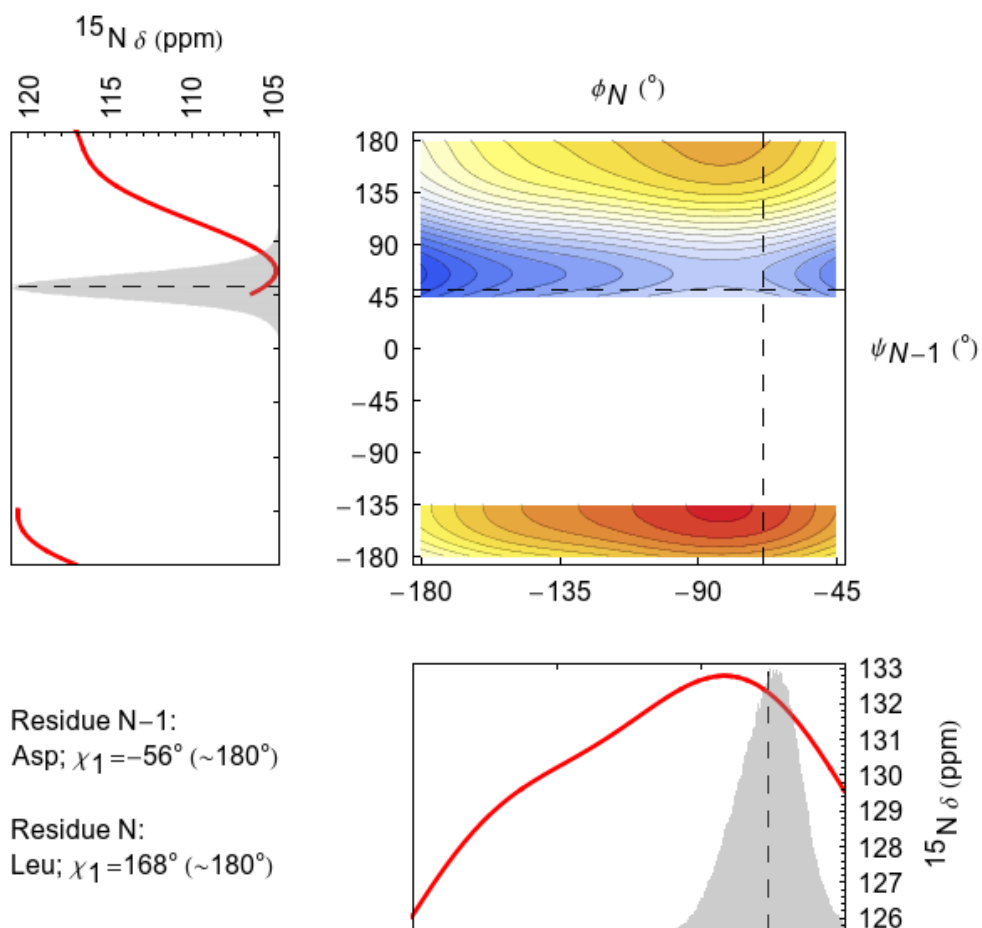 15N δ (ppm)
120 115 110 105
ϕN (°)
180
135
90
45
0
−45
−90
−135
−180
ψN−1 (°)
−180 −135 −90 −45
133
132
131
130
129
128
127
126
15N δ (ppm)
Residue N−1:
Asp; χ1=−56° (~180°)
Residue N:
Leu; χ1=168° (~180°)